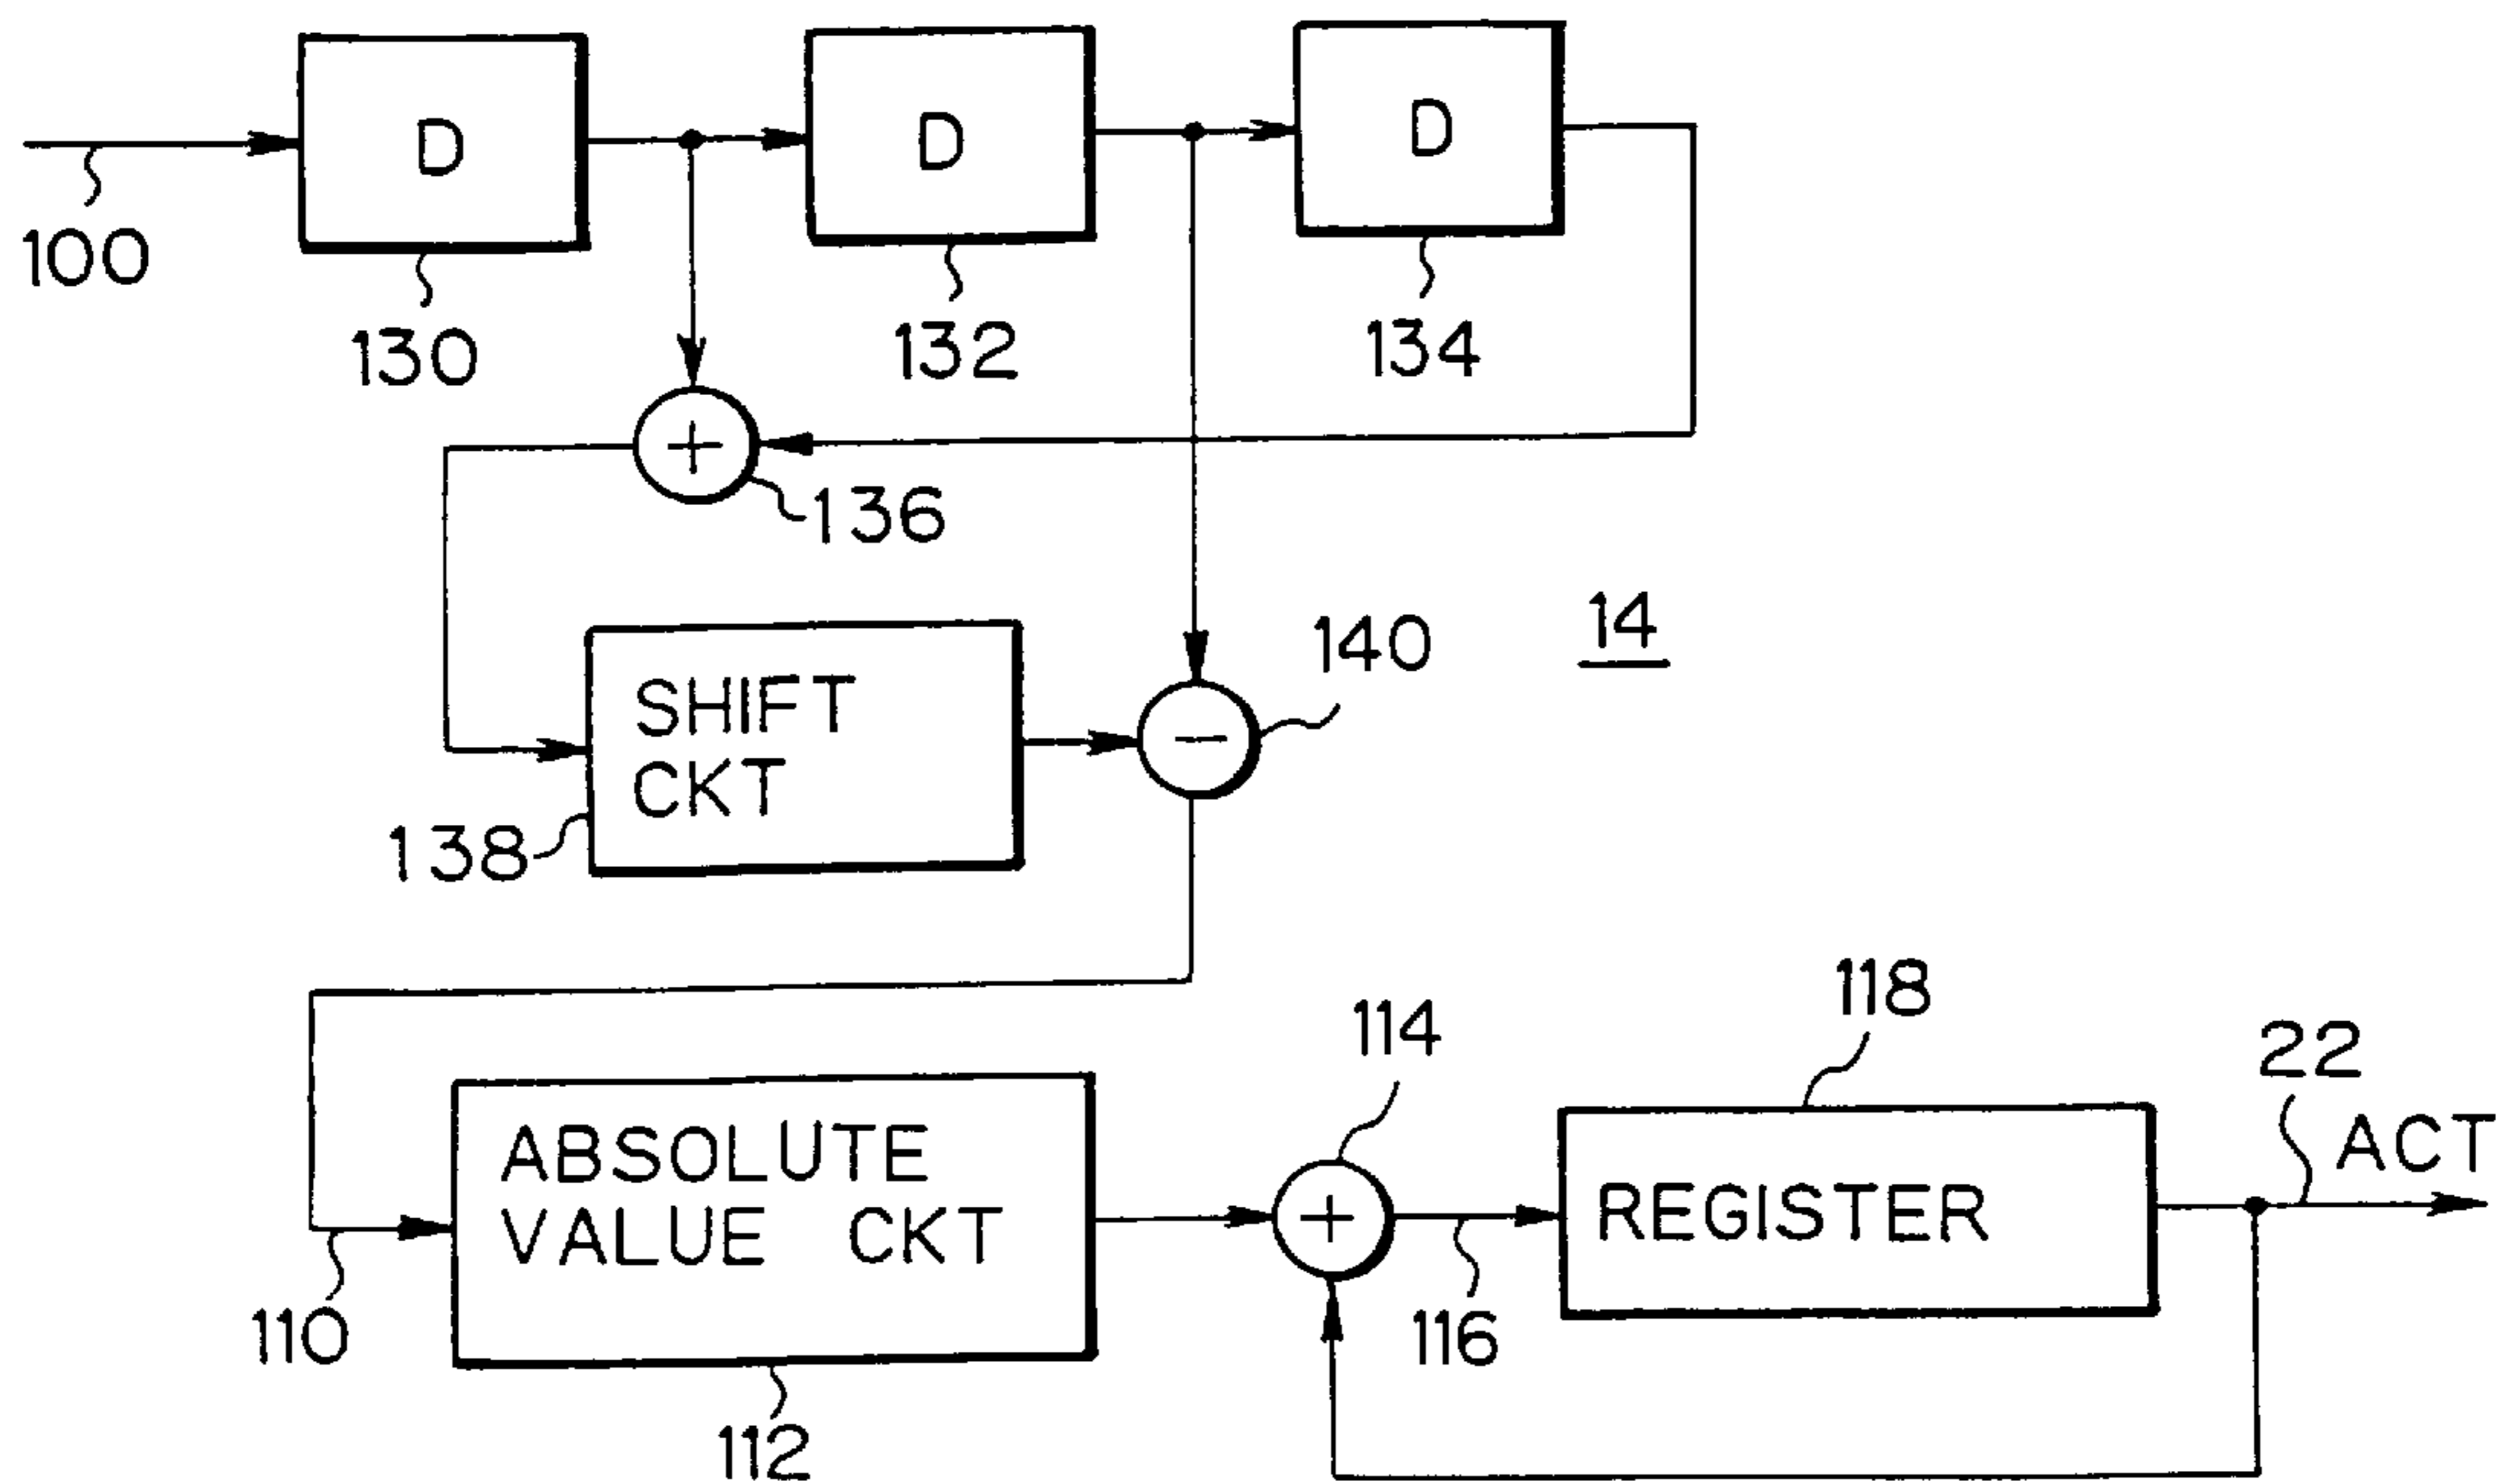 D
D
D
100
130
132
134
+
136
14
140
SHIFT
CKT
−
138
118
114
22
ABSOLUTE
VALUE CKT
ACT
+
REGISTER
110
116
112